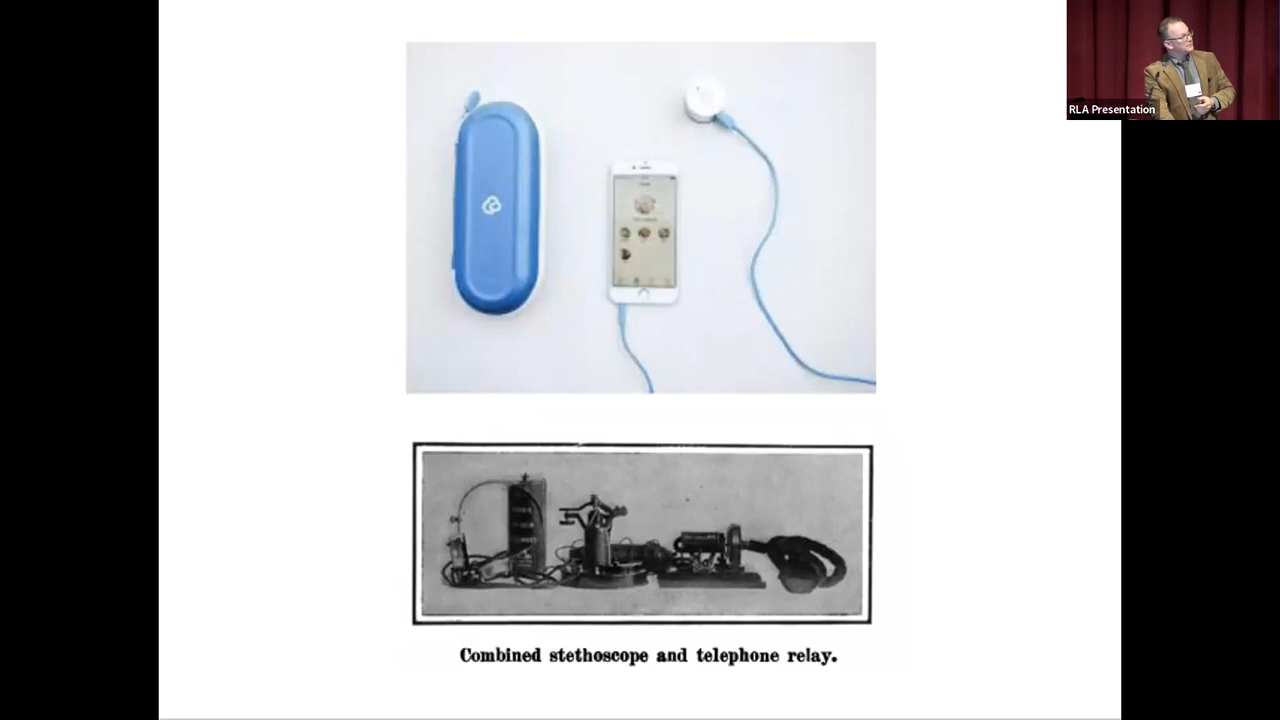 RLA Presentation
Combined stethoscope and telephone relay.